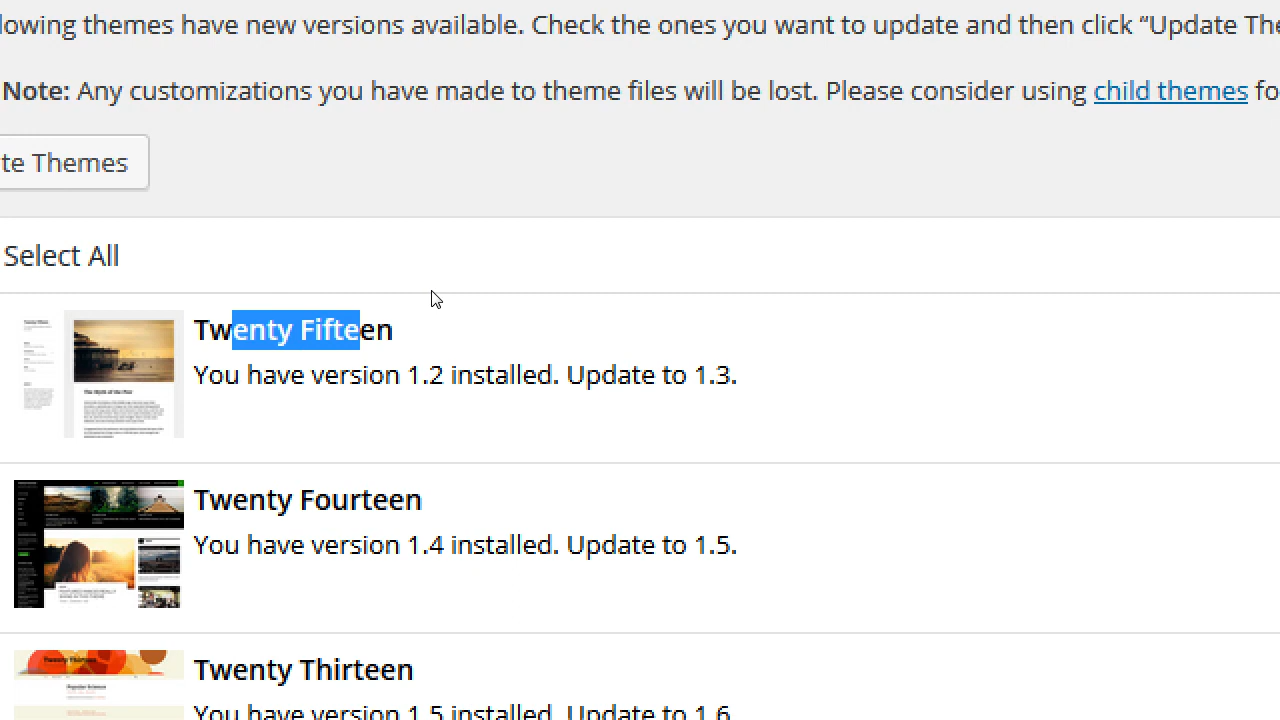 lowing themes have new versions available. Check the ones you want to update and then click “Update The
Note: Any customizations you have made to theme files will be lost. Please consider using child themes fo
te Themes
Select All
Twenty Fifteen
You have version 1.2 installed. Update to 1.3.
Twenty Fourteen
You have version 1.4 installed. Update to 1.5.
Twenty Thirteen
You have version 1.5 installed. Update to 1.6.